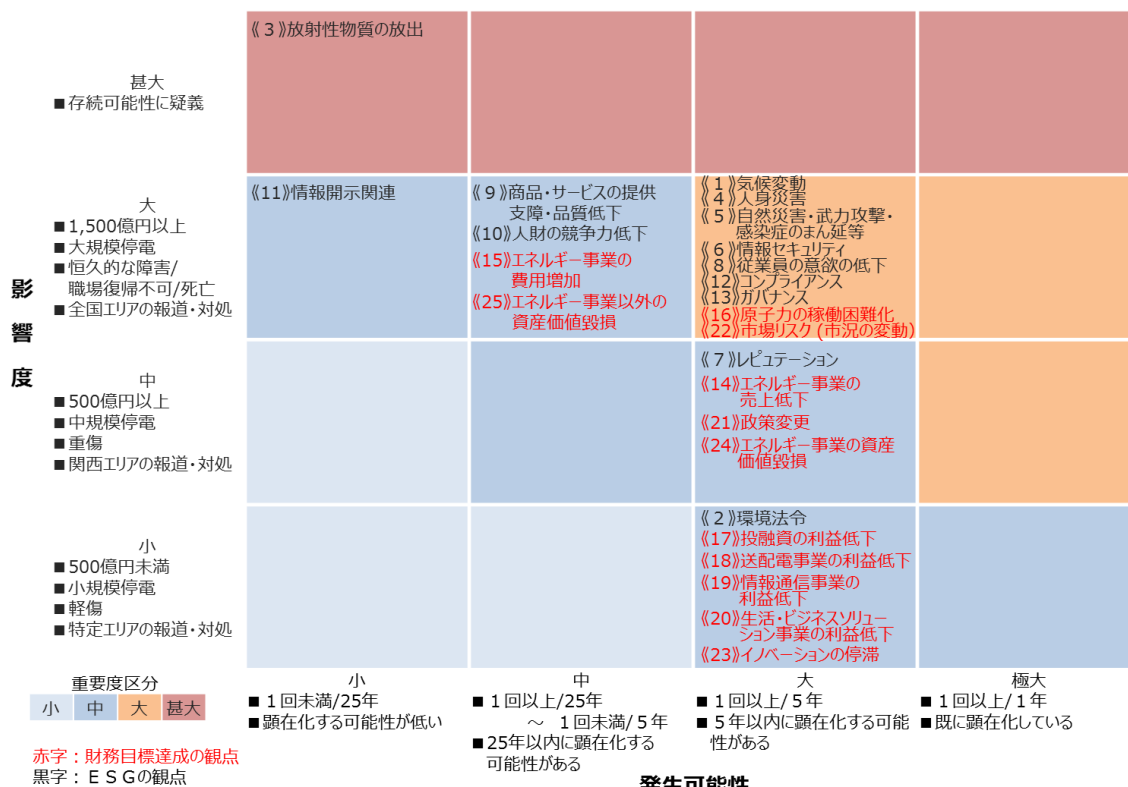 《３》放射性物質の放出
甚大
■存続可能性に疑義
《11》情報開示関連
《９》商品・サービスの提供
支障・品質低下
《10》人財の競争力低下
《15》エネルギー事業の
費用増加
《25》エネルギー事業以外の
資産価値毀損
《１》気候変動
《４》人身災害
《５》自然災害・武力攻撃・
感染症のまん延等
《６》情報セキュリティ
《８》従業員の意欲の低下
《12》コンプライアンス
《13》ガバナンス
《16》原子力の稼働困難化
《22》市場リスク(市況の変動)
大
■1,500億円以上
■大規模停電
■恒久的な障害/
職場復帰不可/死亡
■全国エリアの報道・対処
影響度
中
■500億円以上
■中規模停電
■重傷
■関西エリアの報道・対処
《７》レピュテーション
《14》エネルギー事業の
売上低下
《21》政策変更
《24》エネルギー事業の資産
価値毀損
小
■500億円未満
■小規模停電
■軽傷
■特定エリアの報道・対処
《２》環境法令
《17》投融資の利益低下
《18》送配電事業の利益低下
《19》情報通信事業の
利益低下
《20》生活・ビジネスソリュー
ション事業の利益低下
《23》イノベーションの停滞
重要度区分
小 中 大 甚大
赤字：財務目標達成の観点
黒字：ＥＳＧの観点
小
■１回未満/25年
■顕在化する可能性が低い
中
■１回以上/25年
～ １回未満/５年
■25年以内に顕在化する
可能性がある
大
■１回以上/５年
■５年以内に顕在化する可能
性がある
極大
■１回以上/１年
■既に顕在化している
発生可能性